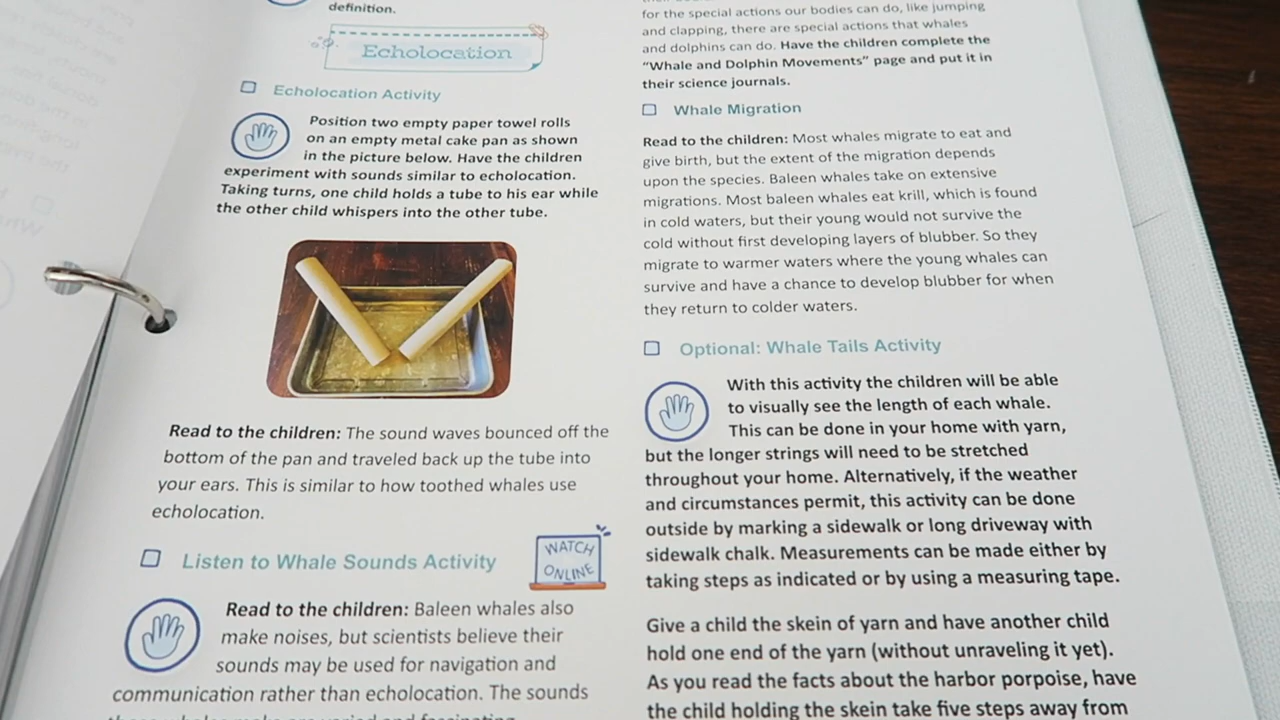 definition.
Echolocation
Echolocation Activity
Position two empty paper towel rolls
on an empty metal cake pan as shown
in the picture below. Have the children
experiment with sounds similar to echolocation.
Taking turns, one child holds a tube to his ear while
the other child whispers into the other tube.
Read to the children: The sound waves bounced off the
bottom of the pan and traveled back up the tube into
your ears. This is similar to how toothed whales use
echolocation.
Listen to Whale Sounds Activity
WATCH
ONLINE
Read to the children: Baleen whales also
make noises, but scientists believe their
sounds may be used for navigation and
communication rather than echolocation. The sounds
for the special actions our bodies can do, like jumping
and clapping, there are special actions that whales
and dolphins can do. Have the children complete the
"Whale and Dolphin Movements" page and put it in
their science journals.
Whale Migration
Read to the children: Most whales migrate to eat and
give birth, but the extent of the migration depends
upon the species. Baleen whales take on extensive
migrations. Most baleen whales eat krill, which is found
in cold waters, but their young would not survive the
cold without first developing layers of blubber. So they
migrate to warmer waters where the young whales can
survive and have a chance to develop blubber for when
they return to colder waters.
Optional: Whale Tails Activity
With this activity the children will be able
to visually see the length of each whale.
This can be done in your home with yarn,
but the longer strings will need to be stretched
throughout your home. Alternatively, if the weather
and circumstances permit, this activity can be done
outside by marking a sidewalk or long driveway with
sidewalk chalk. Measurements can be made either by
taking steps as indicated or by using a measuring tape.
Give a child the skein of yarn and have another child
hold one end of the yarn (without unraveling it yet).
As you read the facts about the harbor porpoise, have
the child holding the skein take five steps away from